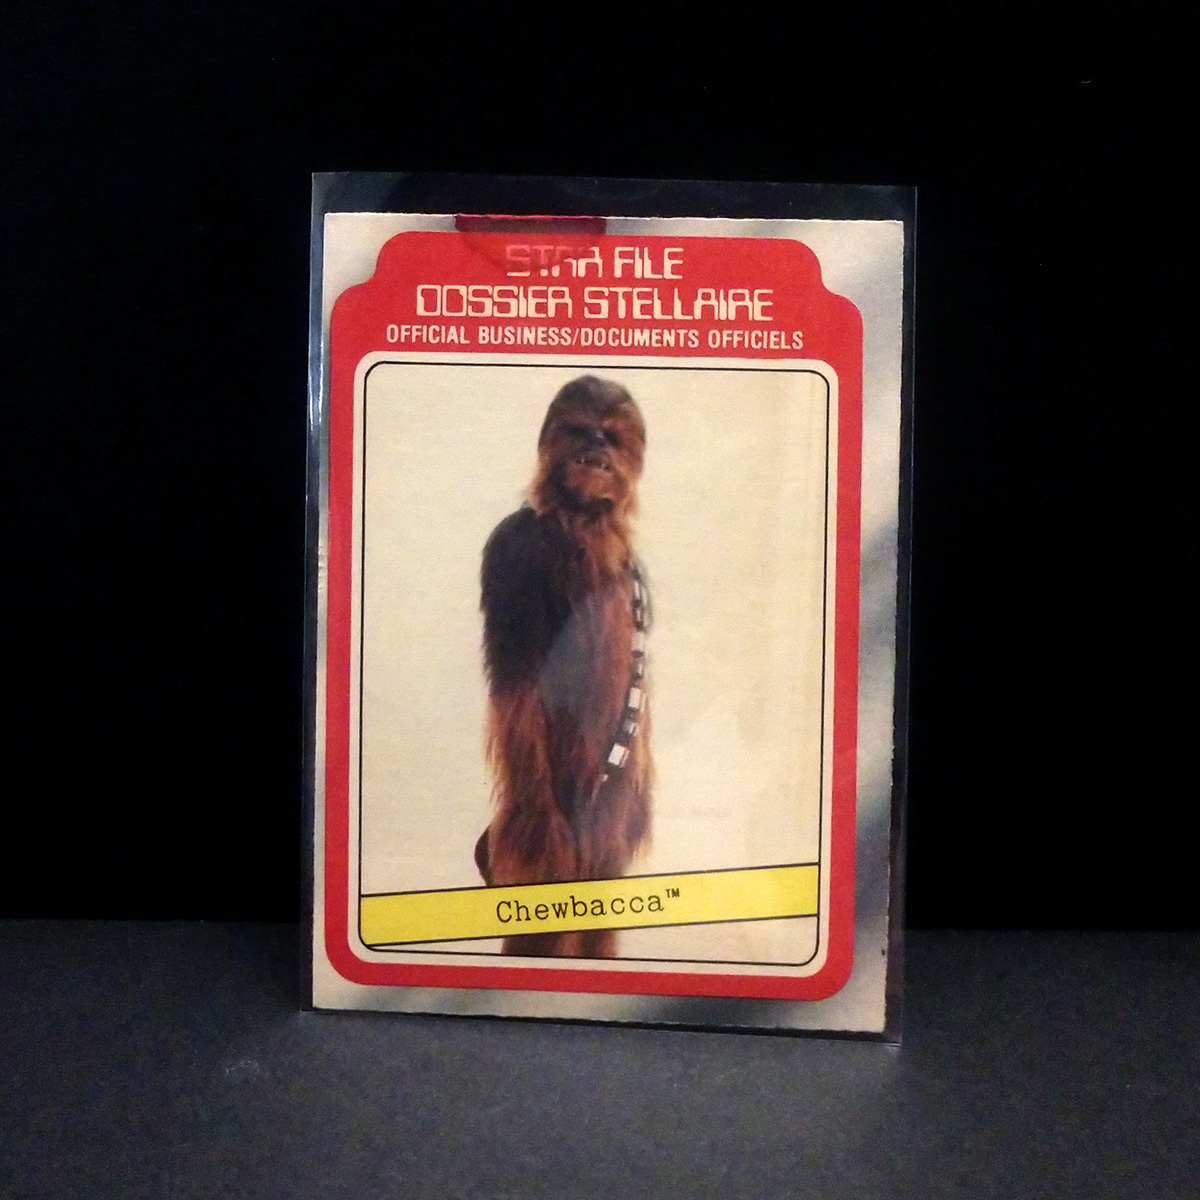 STAR FILE
DOSSIER STELLAIRE
OFFICIAL BUSINESS/DOCUMENTS OFFICIELS
Chewbacca™